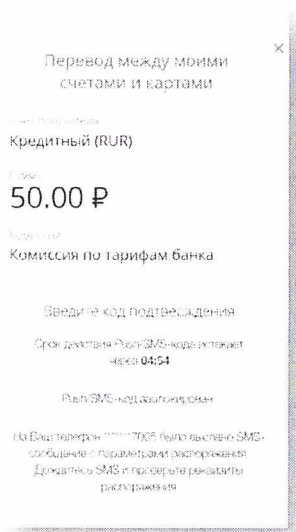 Перевод между моими
счетами и картами
Кредитный (RUR)
50.00 ₽
Комиссия по тарифам банка
Введите код подтверждения
Срок действия Push/SMS-кода истекает
через 04:54
Push/SMS-код заблокирован
На Ваш телефон 7005 было выслано SMS-
сообщение с параметрами распоряжения.
Дождитесь SMS и проверьте реквизиты
распоряжения